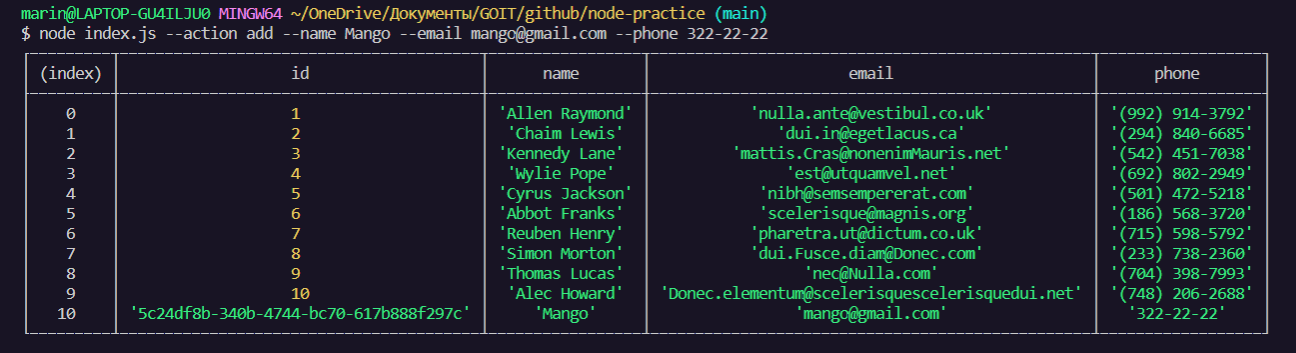 marin@LAPTOP-GU4ILJU0 MINGW64 ~/OneDrive/Документы/GOIT/github/node-practice (main)
$ node index.js --action add --name Mango --email mango@gmail.com --phone 322-22-22
(index) id name email phone
0 1 'Allen Raymond' 'nulla.ante@vestibul.co.uk' '(992) 914-3792'
1 2 'Chaim Lewis' 'dui.in@egetlacus.ca' '(294) 840-6685'
2 3 'Kennedy Lane' 'mattis.Cras@nonenimMauris.net' '(542) 451-7038'
3 4 'Wylie Pope' 'est@utquamvel.net' '(692) 802-2949'
4 5 'Cyrus Jackson' 'nibh@semsempererat.com' '(501) 472-5218'
5 6 'Abbot Franks' 'scelerisque@magnis.org' '(186) 568-3720'
6 7 'Reuben Henry' 'pharetra.ut@dictum.co.uk' '(715) 598-5792'
7 8 'Simon Morton' 'dui.Fusce.diam@Donec.com' '(233) 738-2360'
8 9 'Thomas Lucas' 'nec@Nulla.com' '(704) 398-7993'
9 10 'Alec Howard' 'Donec.elementum@scelerisquescelerisquedui.net' '(748) 206-2688'
10 '5c24df8b-340b-4744-bc70-617b888f297c' 'Mango' 'mango@gmail.com' '322-22-22'